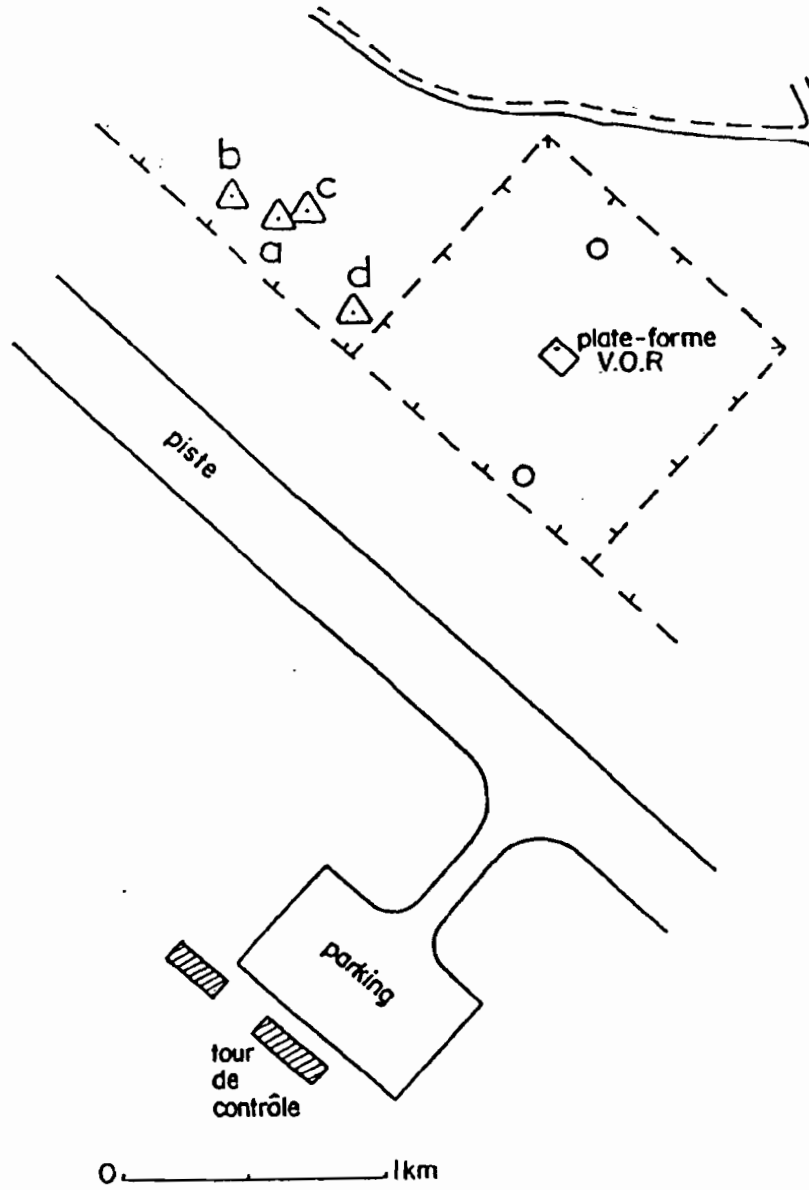 b
c
a
d
plate-forme
V.O.R
piste
parking
tour
de
contrôle
0 1km